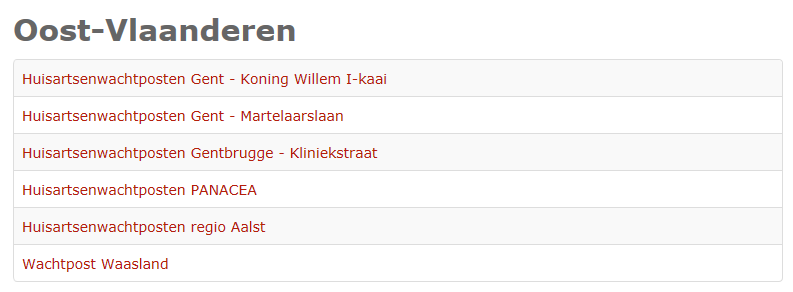 Oost-Vlaanderen
Huisartsenwachtposten Gent - Koning Willem I-kaai
Huisartsenwachtposten Gent - Martelaarslaan
Huisartsenwachtposten Gentbrugge - Kliniekstraat
Huisartsenwachtposten PANACEA
Huisartsenwachtposten regio Aalst
Wachtpost Waasland